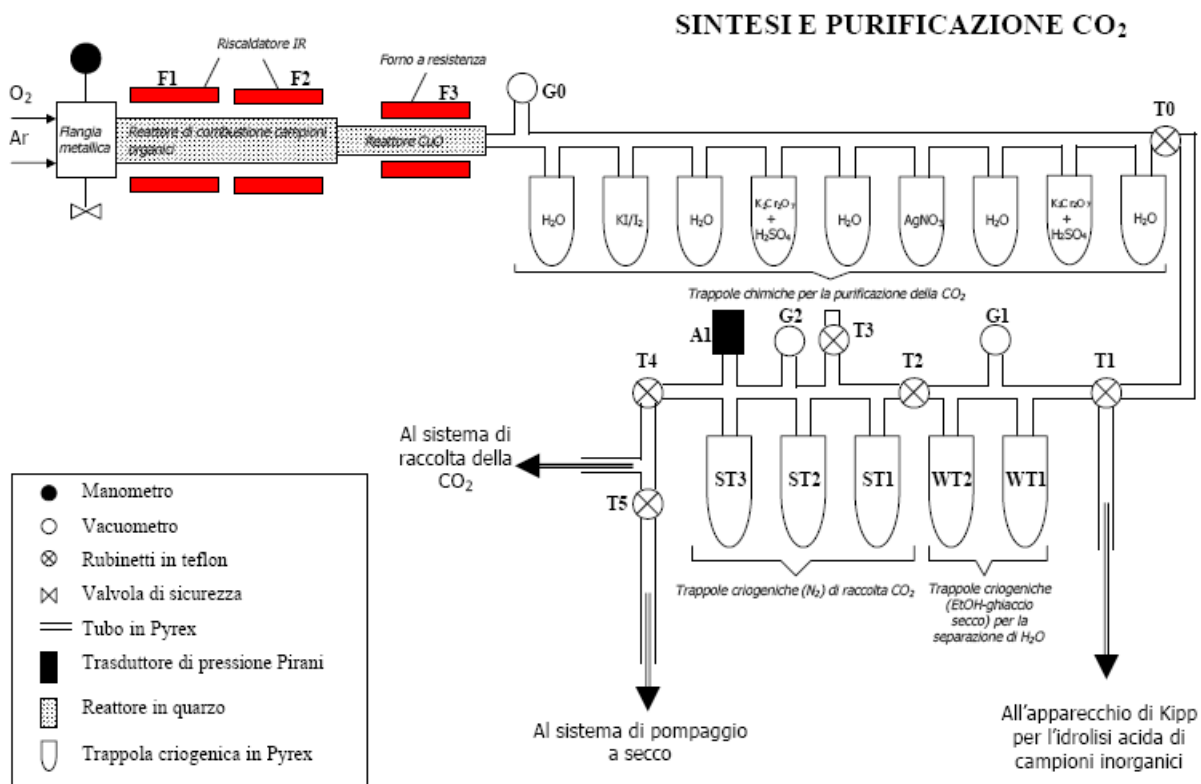 SINTESI E PURIFICAZIONE CO₂
Riscaldatore IR
Forno a resistenza
F1
F2
F3
G0
T0
O₂
Ar
Flangia
metallica
Reattore di combustione campioni
organici
Reattore CuO
H₂O
KI/I₂
H₂O
K₂Cr₂O₇
+
H₂SO₄
H₂O
AgNO₃
H₂O
K₂Cr₂O₇
+
H₂SO₄
H₂O
Trappole chimiche per la purificazione della CO₂
A1
G2
T3
G1
T4
T2
T1
Al sistema di
raccolta della
CO₂
T5
ST3
ST2
ST1
WT2
WT1
Trappole criogeniche (N₂) di raccolta CO₂
Trappole criogeniche
(EtOH-ghiaccio
secco) per la
separazione di H₂O
Al sistema di pompaggio
a secco
All'apparecchio di Kipp
per l'idrolisi acida di
campioni inorganici
Manometro
Vacuometro
Rubinetti in teflon
Valvola di sicurezza
Tubo in Pyrex
Trasduttore di pressione Pirani
Reattore in quarzo
Trappola criogenica in Pyrex